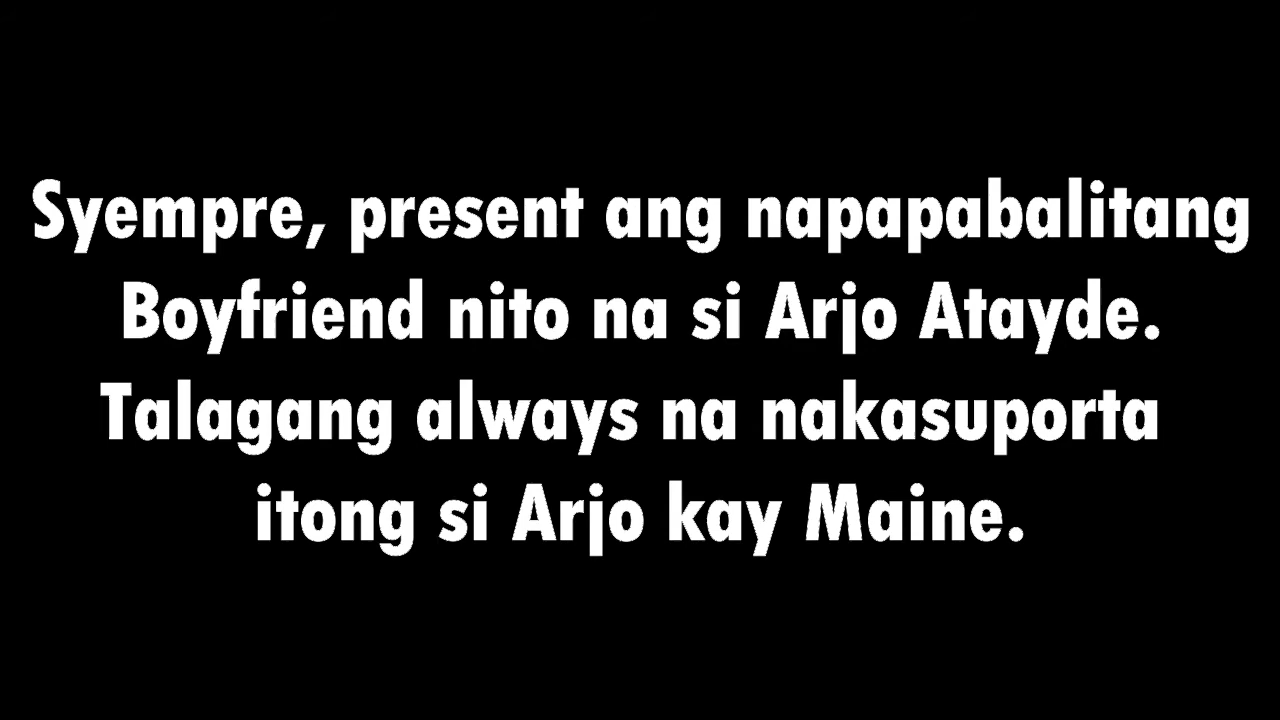 Syempre, present ang napapabalitang
Boyfriend nito na si Arjo Atayde.
Talagang always na nakasuporta
itong si Arjo kay Maine.